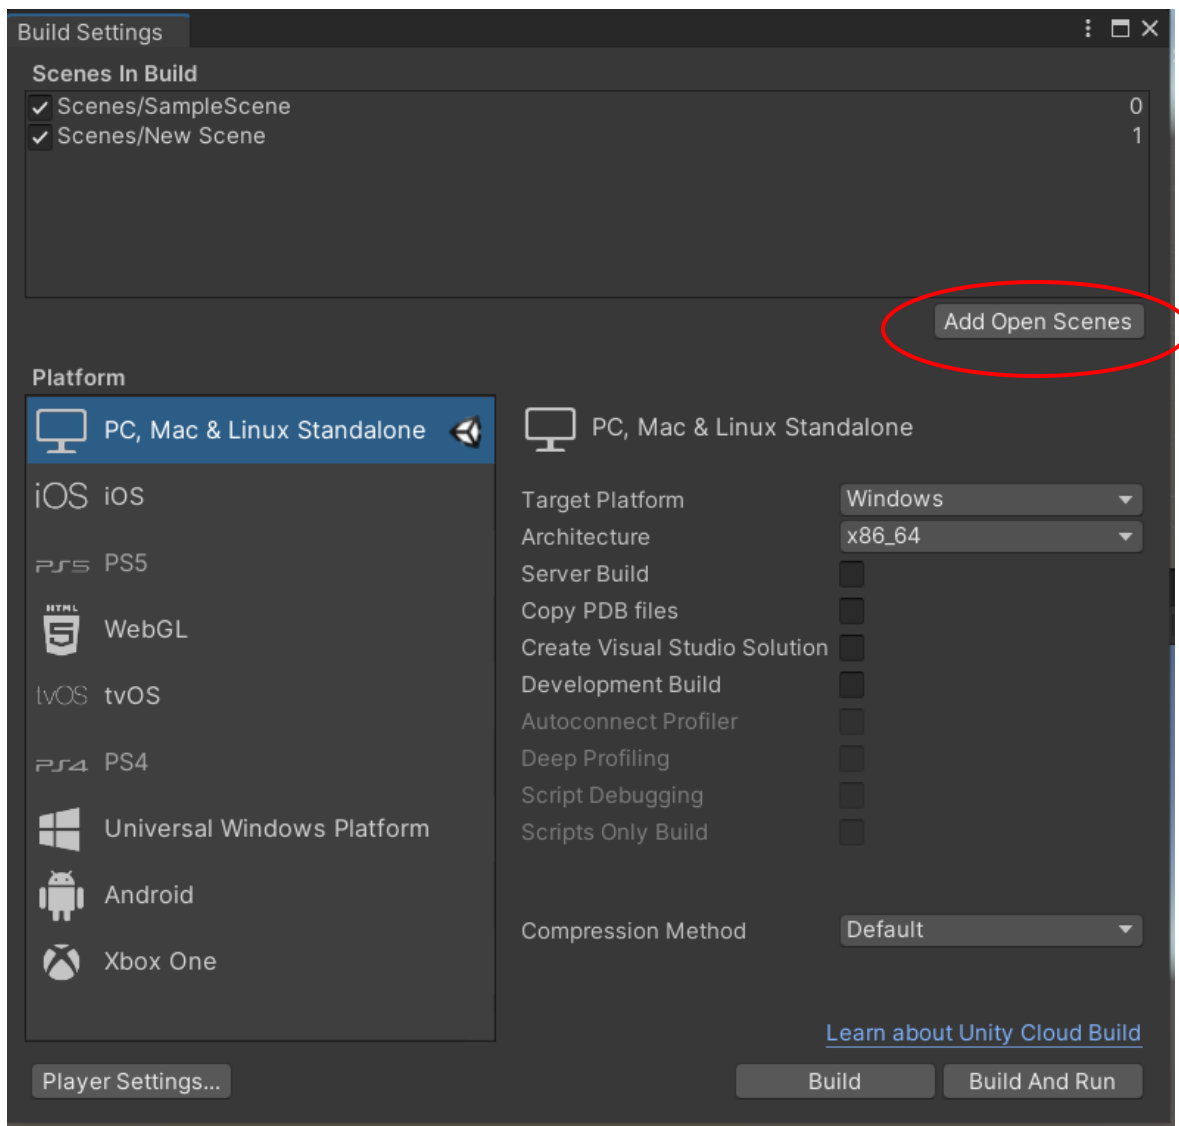 Build Settings
Scenes In Build
Scenes/SampleScene 0
Scenes/New Scene 1
Add Open Scenes
Platform
PC, Mac & Linux Standalone
iOS iOS
PS5 PS5
HTML 5 WebGL
tvOS tvOS
PS4 PS4
Universal Windows Platform
Android
Xbox One
PC, Mac & Linux Standalone
Target Platform Windows
Architecture x86_64
Server Build
Copy PDB files
Create Visual Studio Solution
Development Build
Autoconnect Profiler
Deep Profiling
Script Debugging
Scripts Only Build
Compression Method Default
Learn about Unity Cloud Build
Player Settings... Build Build And Run